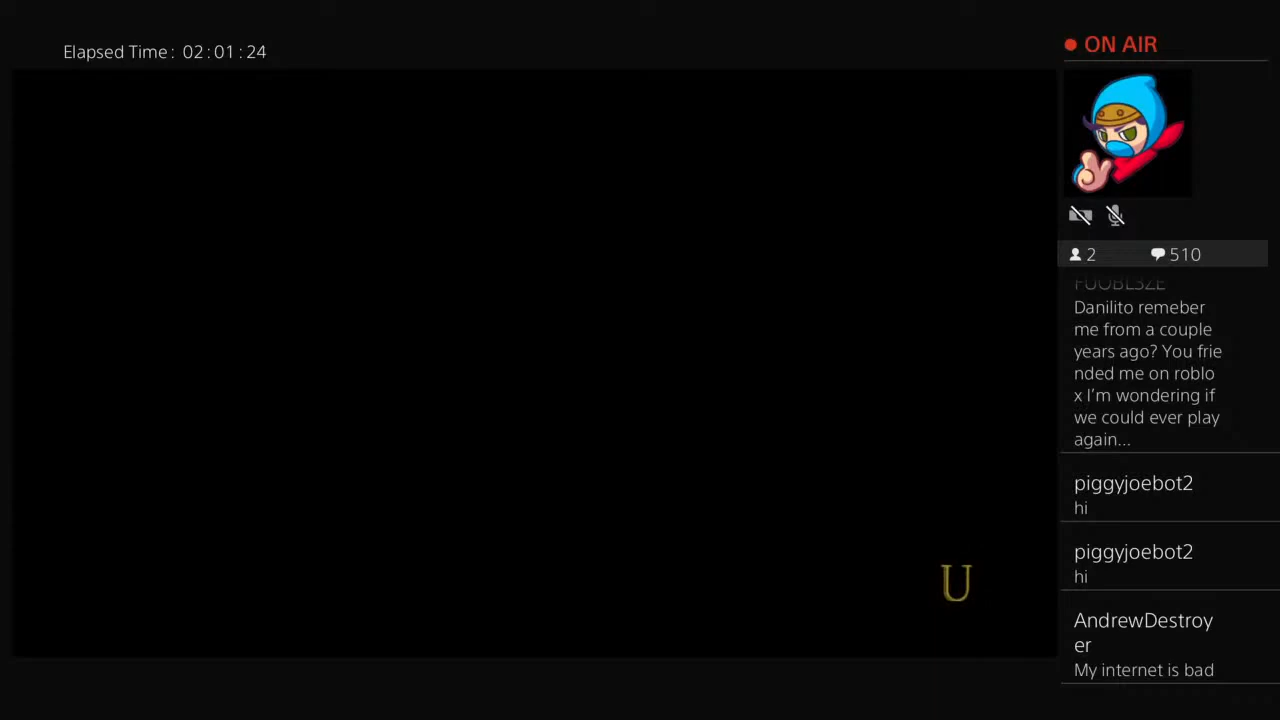 Elapsed Time: 02:01:24
ON AIR
2 510
FUOBL3ZE
Danilito remeber
me from a couple
years ago? You frie
nded me on roblo
x I'm wondering if
we could ever play
again...
piggyjoebot2
hi
piggyjoebot2
hi
AndrewDestroy
er
My internet is bad
U